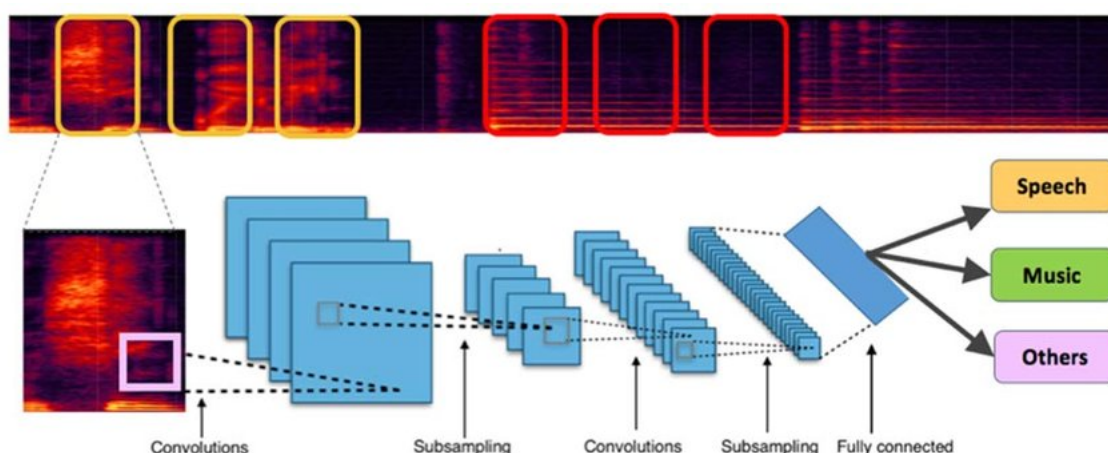 Speech
Music
Others
Convolutions
Subsampling
Convolutions
Subsampling
Fully connected